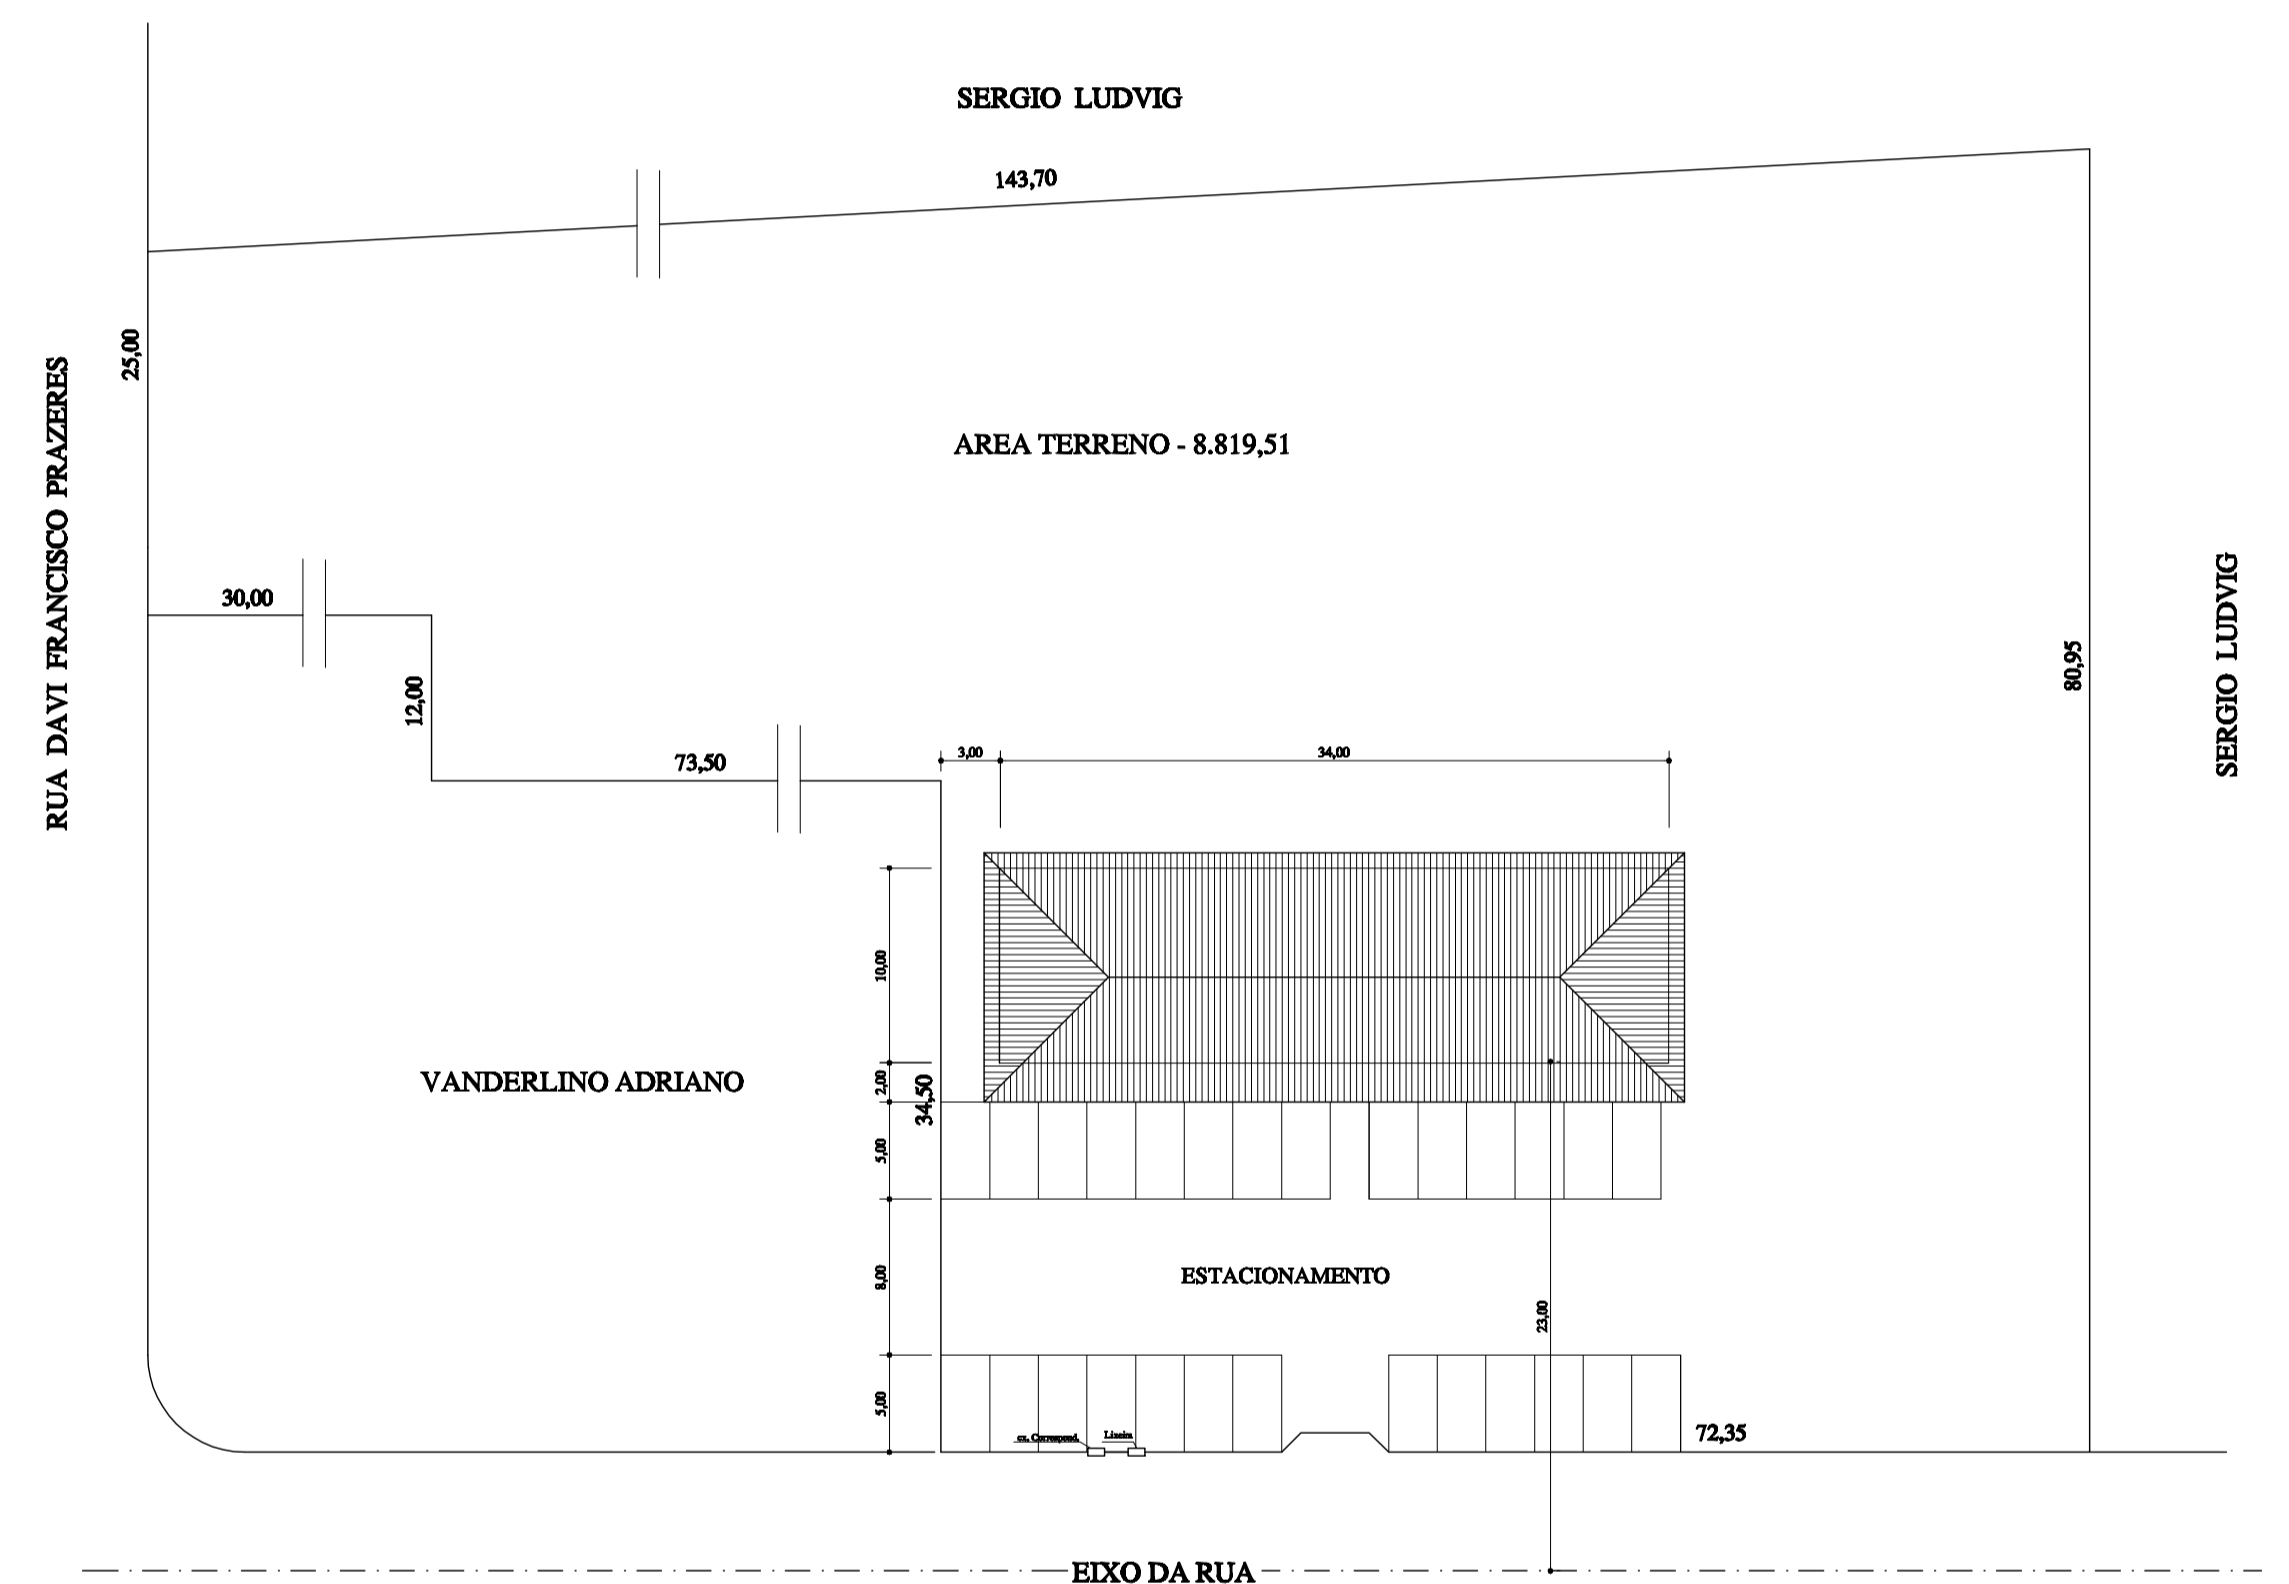 SERGIO LUDVIG
143,70
25,00
RUA DAVI FRANCISCO PRAZERES
AREA TERRENO - 8.819,51
30,00
12,00
73,50
3,00
34,00
80,95
SERGIO LUDVIG
10,00
2,00
34,50
VANDERLINO ADRIANO
5,00
8,00
ESTACIONAMENTO
23,00
5,00
cx. Correspond.
Lixeira
72,35
EIXO DA RUA